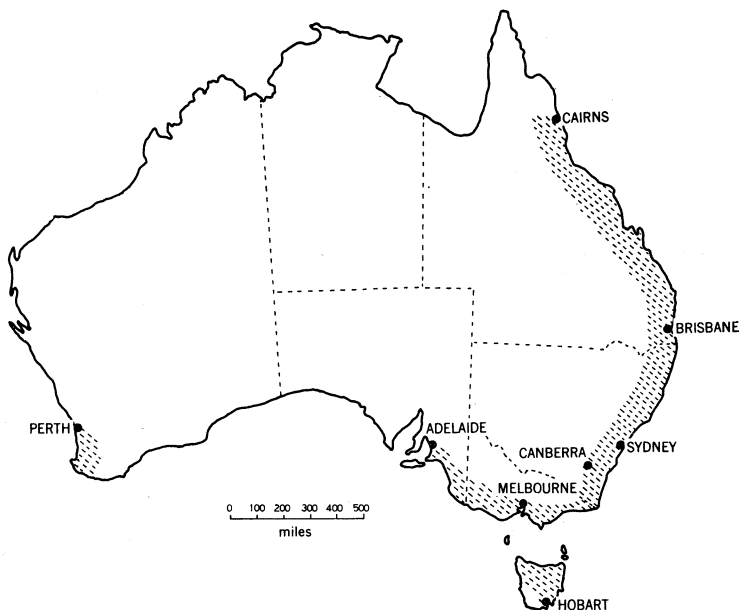 CAIRNS
BRISBANE
PERTH
ADELAIDE
SYDNEY
CANBERRA
MELBOURNE
0 100 200 300 400 500
miles
HOBART